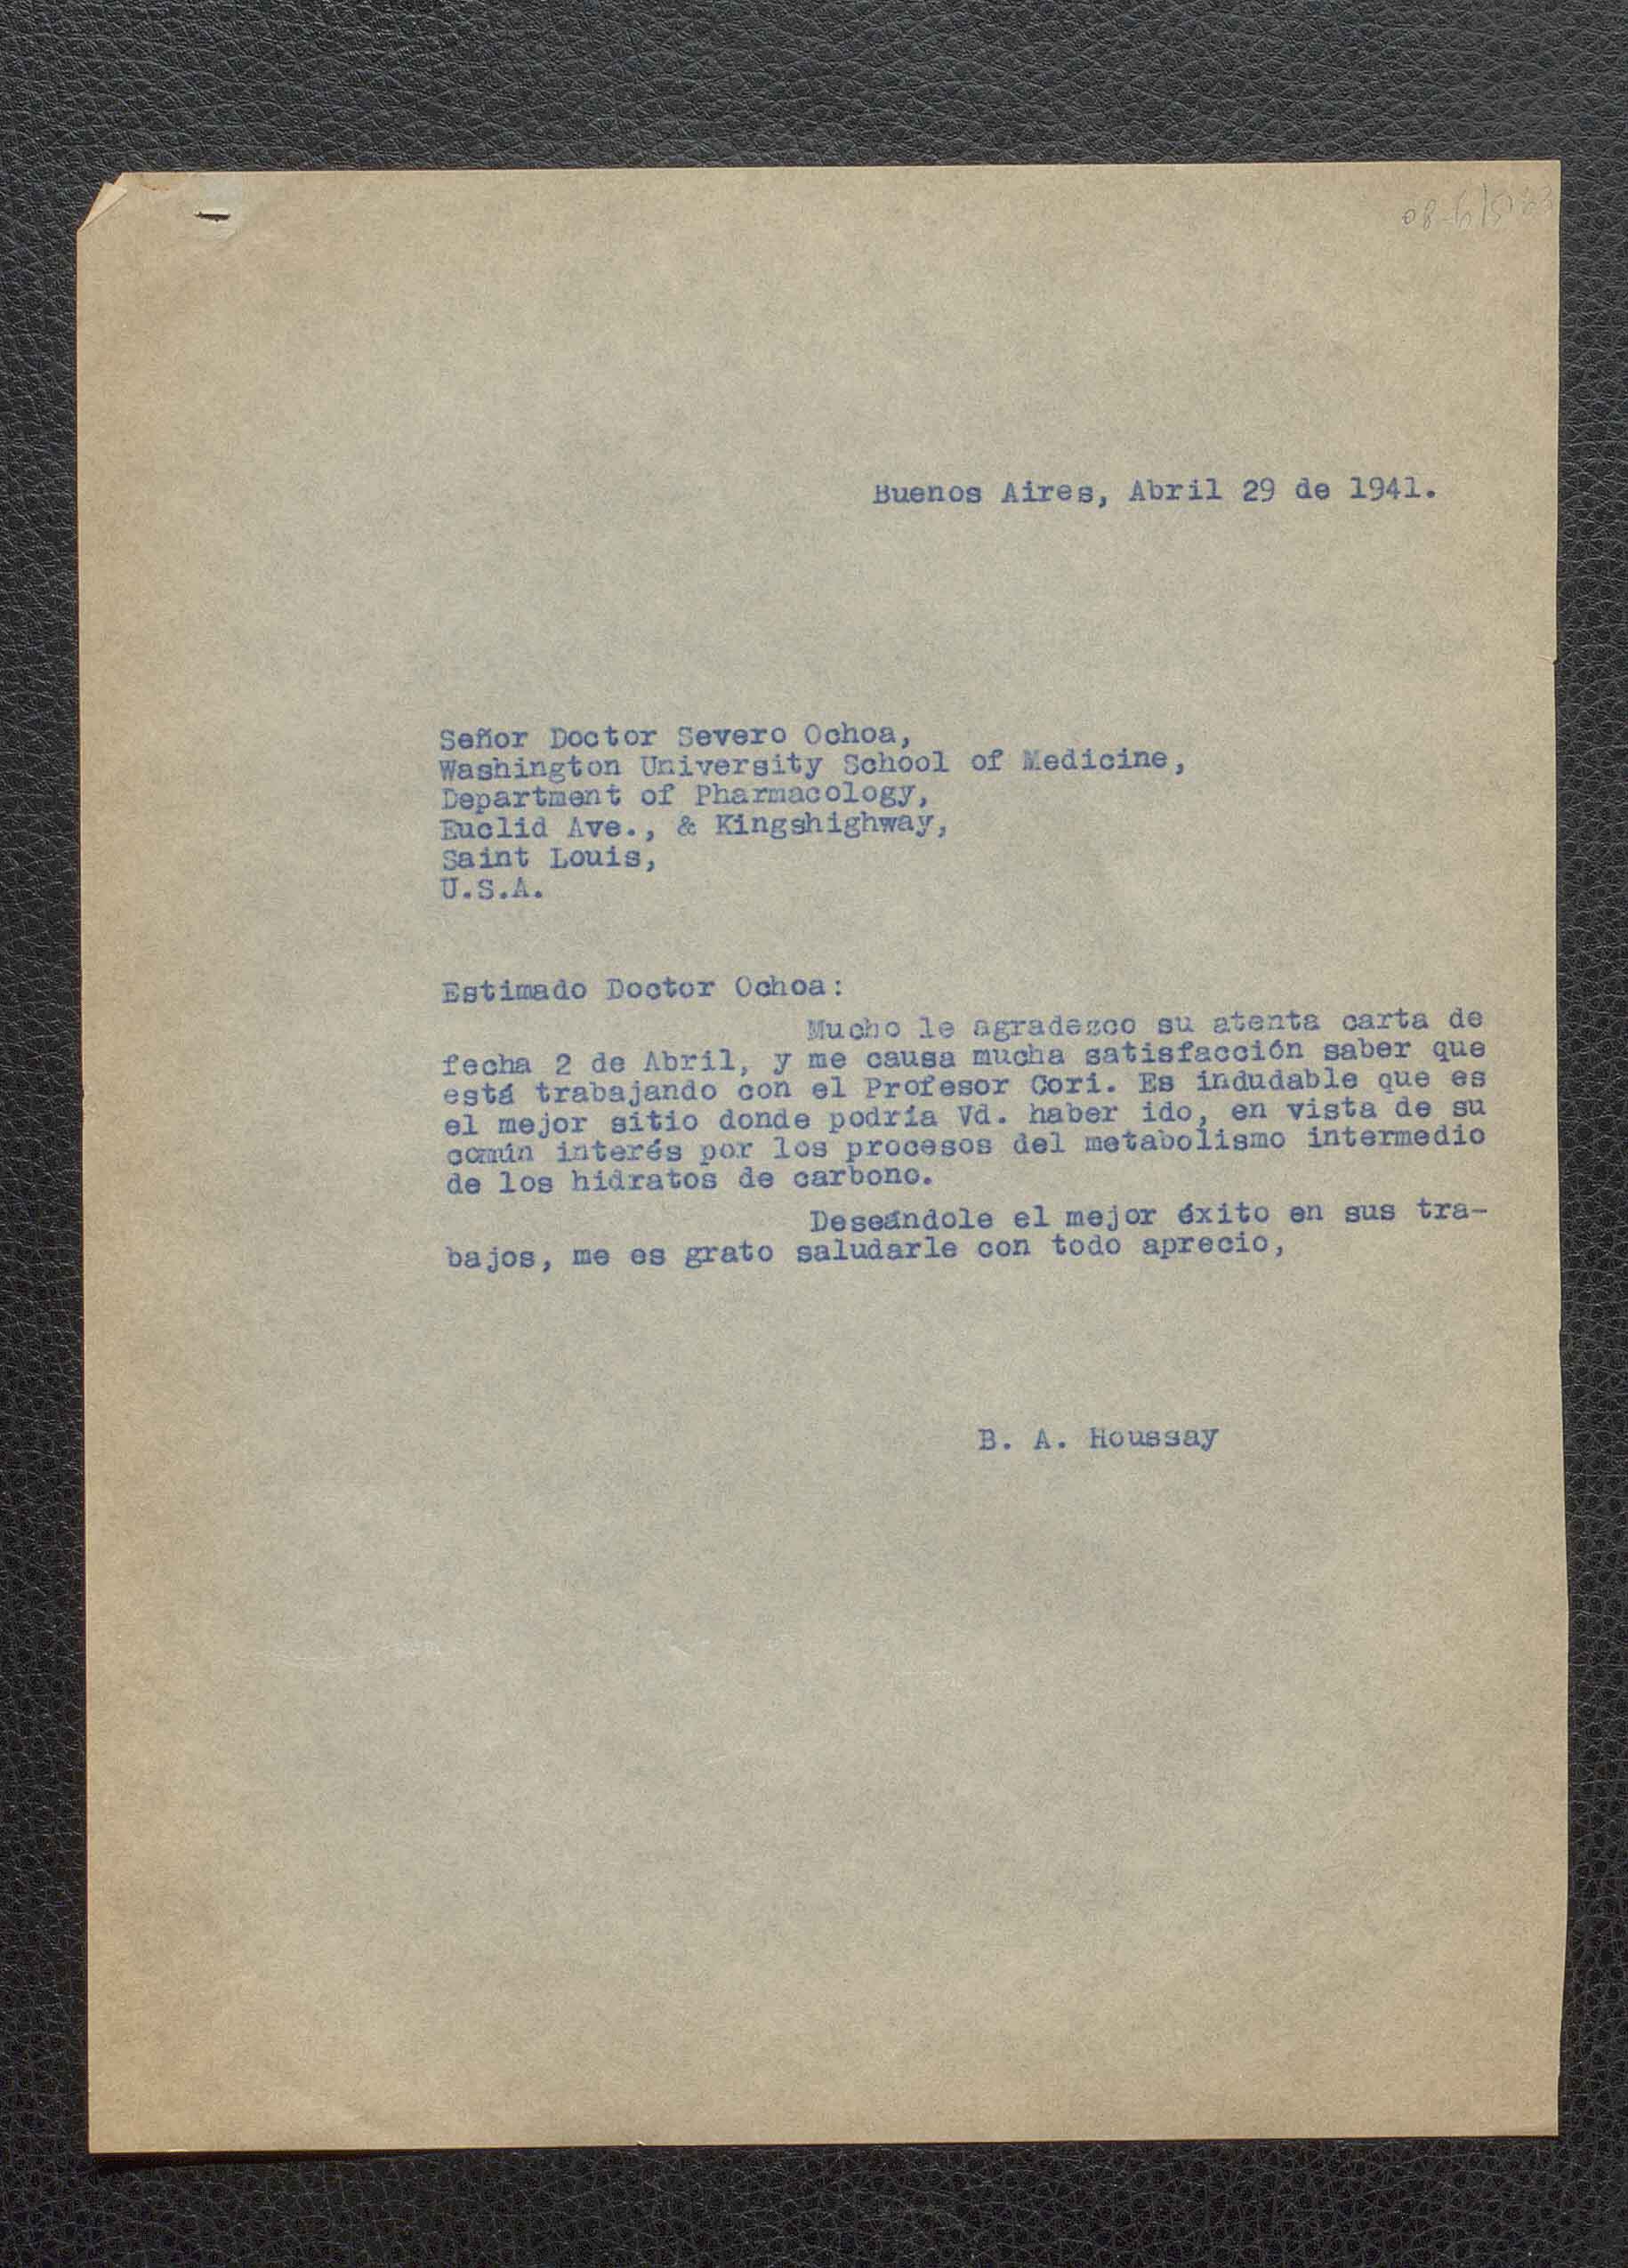 Buenos Aires, Abril 29 de 1941.
Señor Doctor Severo Ochoa,
Washington University School of Medicine,
Department of Pharmacology,
Euclid Ave., & Kingshighway,
Saint Louis,
U.S.A.
Estimado Doctor Ochoa:
Mucho le agradezco su atenta carta de
fecha 2 de Abril, y me causa mucha satisfacción saber que
está trabajando con el Profesor Cori. Es indudable que es
el mejor sitio donde podría Vd. haber ido, en vista de su
común interés por los procesos del metabolismo intermedio
de los hidratos de carbono.
Deseándole el mejor éxito en sus tra-
bajos, me es grato saludarle con todo aprecio,
B. A. Houssay